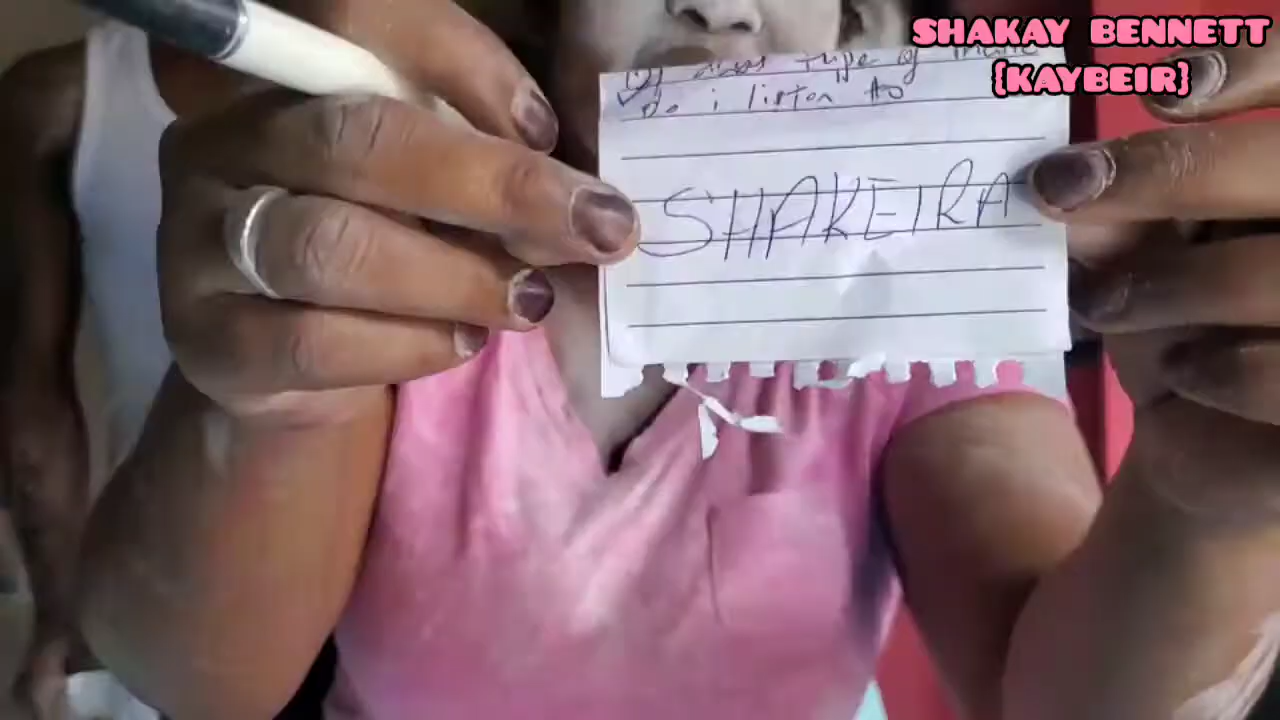 SHAKAY BENNETT
{KAYBEIR}
type of
Do i listen to
SHAKEIRA